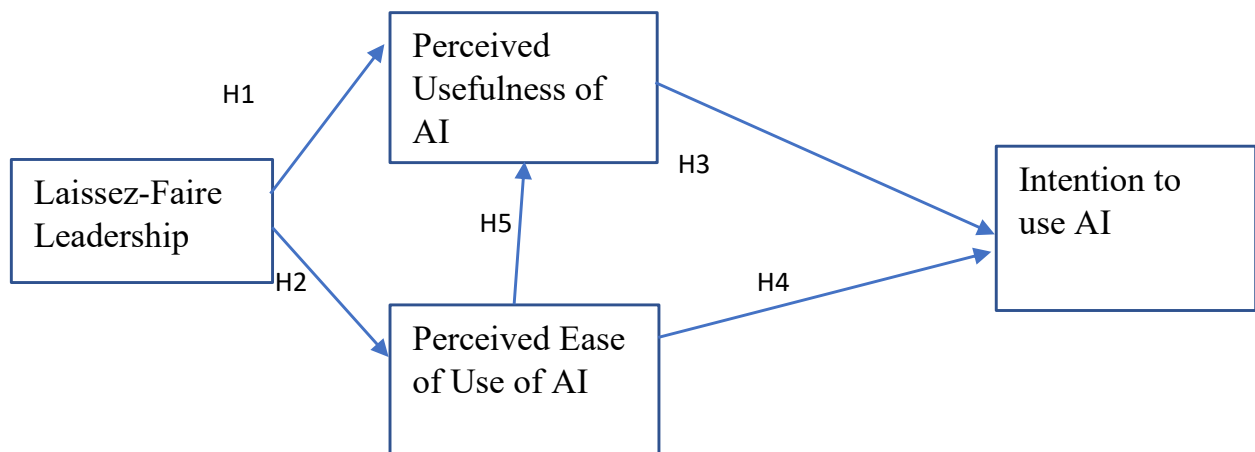 Perceived
Usefulness of
AI
H1
H3
Laissez-Faire
Leadership
Intention to
use AI
H5
H2
H4
Perceived Ease
of Use of AI